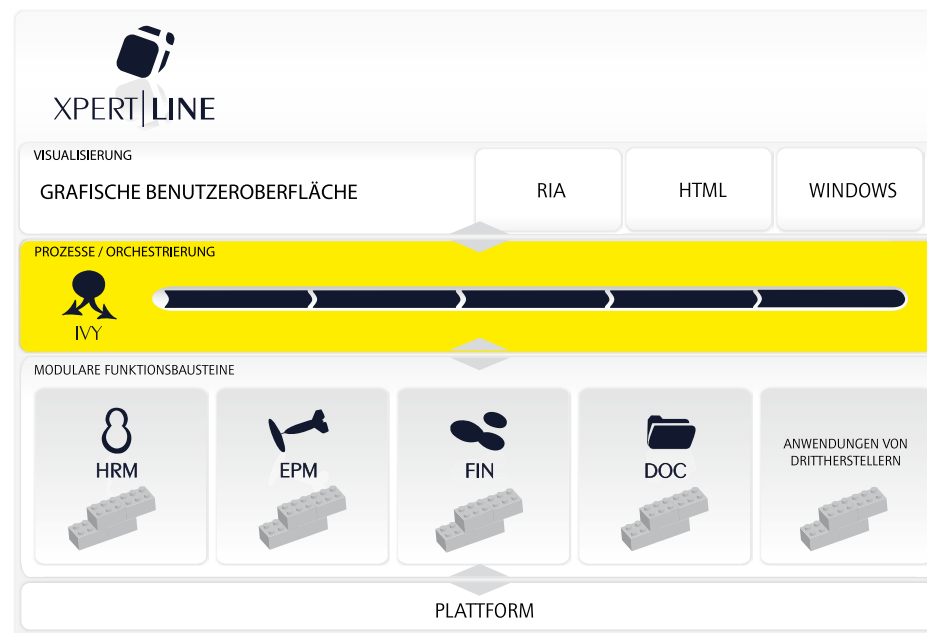 XPERT|LINE
VISUALISIERUNG
GRAFISCHE BENUTZEROBERFLÄCHE
RIA
HTML
WINDOWS
PROZESSE / ORCHESTRIERUNG
IVY
MODULARE FUNKTIONSBAUSTEINE
HRM
EPM
FIN
DOC
ANWENDUNGEN VON
DRITTHERSTELLERN
PLATTFORM